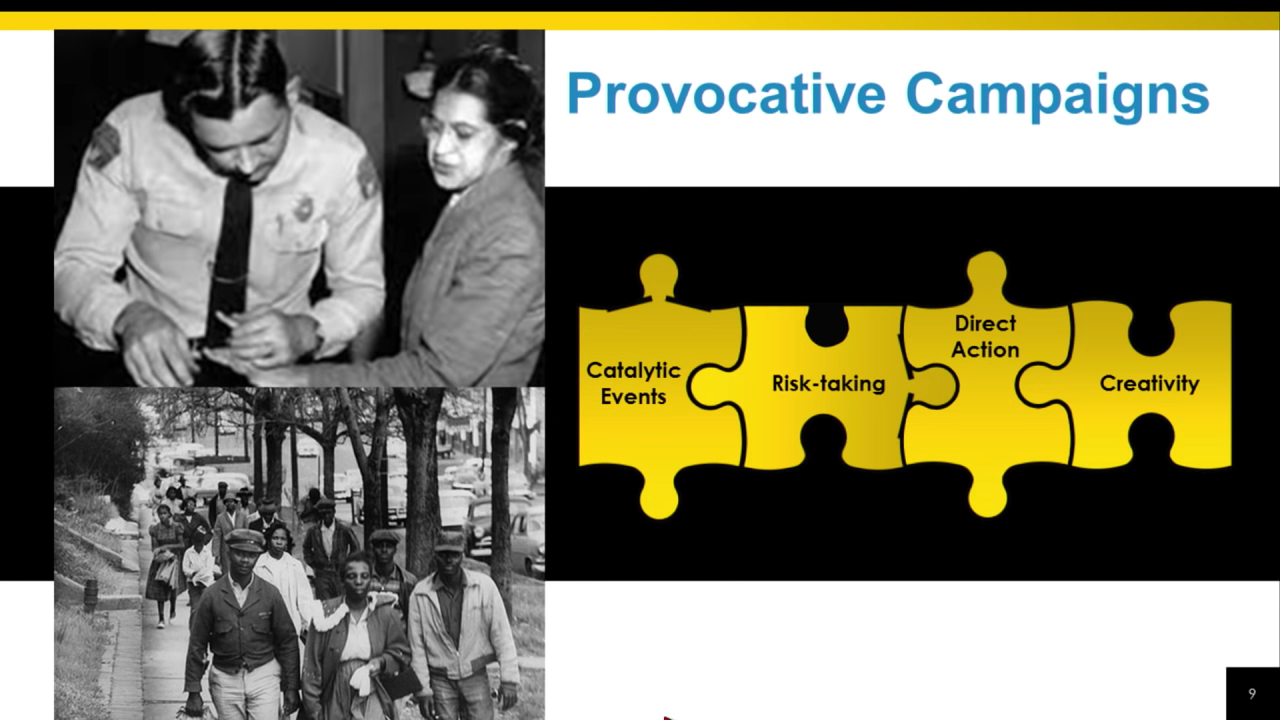 Provocative Campaigns
Catalytic
Events
Risk-taking
Direct
Action
Creativity
9